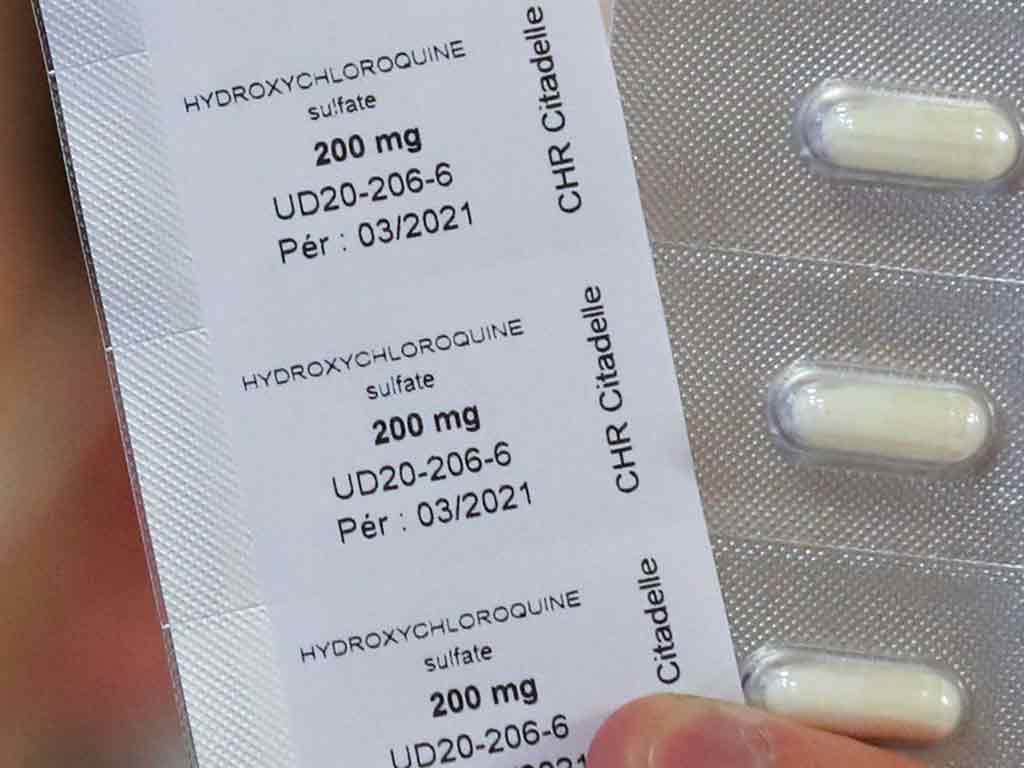 HYDROXYCHLOROQUINE
sulfate
200 mg
UD20-206-6
Pér : 03/2021
CHR Citadelle
HYDROXYCHLOROQUINE
sulfate
200 mg
UD20-206-6
Pér : 03/2021
CHR Citadelle
HYDROXYCHLOROQUINE
sulfate
200 mg
UD20-206-6
Citadelle